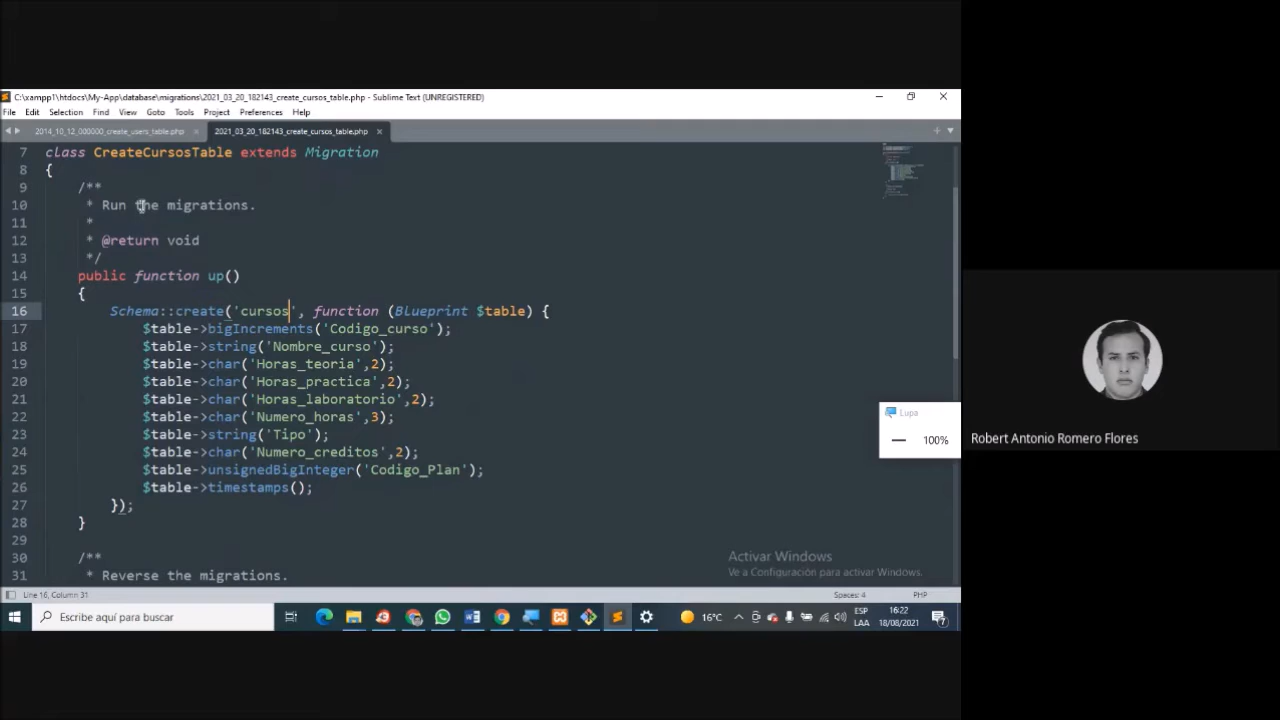 C:\xampp1\htdocs\My-App\database\migrations\2021_03_20_182143_create_cursos_table.php - Sublime Text (UNREGISTERED)
File Edit Selection Find View Goto Tools Project Preferences Help
2014_10_12_000000_create_users_table.php 2021_03_20_182143_create_cursos_table.php
7 class CreateCursosTable extends Migration
8 {
9 /**
10 * Run the migrations.
11 *
12 * @return void
13 */
14 public function up()
15 {
16 Schema::create('cursos', function (Blueprint $table) {
17 $table->bigIncrements('Codigo_curso');
18 $table->string('Nombre_curso');
19 $table->char('Horas_teoria',2);
20 $table->char('Horas_practica',2);
21 $table->char('Horas_laboratorio',2);
22 $table->char('Numero_horas',3);
23 $table->string('Tipo');
24 $table->char('Numero_creditos',2);
25 $table->unsignedBigInteger('Codigo_Plan');
26 $table->timestamps();
27 });
28 }
29
30 /**
31 * Reverse the migrations.
Lupa
100%
Robert Antonio Romero Flores
Activar Windows
Ve a Configuración para activar Windows.
Line 16, Column 31 Spaces: 4 PHP
Escribe aquí para buscar
16°C
ESP
LAA
16:22
18/08/2021
7